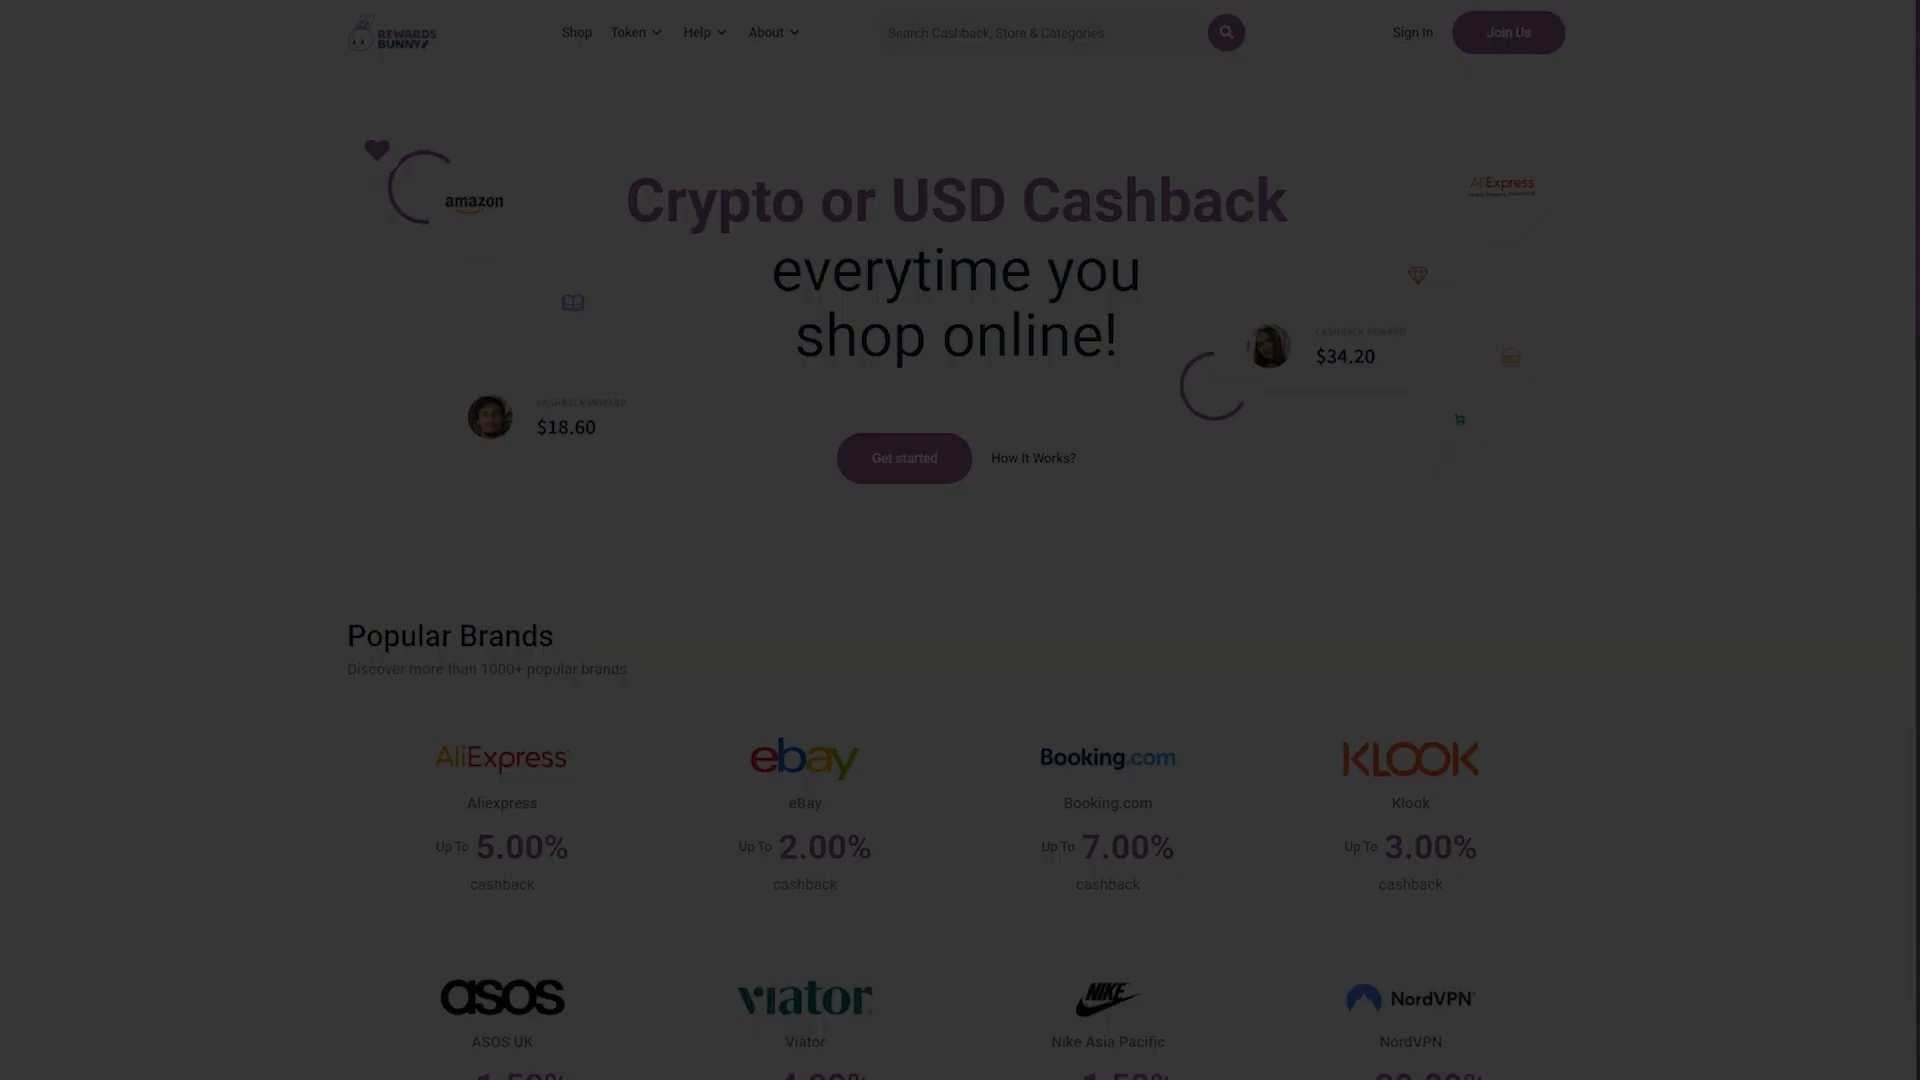 REWARDS
BUNNY
Shop Token Help About
Search Cashback, Store & Categories
Sign In
Join Us
amazon
AliExpress
Crypto or USD Cashback
everytime you
shop online!
CASHBACK REWARD
$34.20
CASHBACK REWARD
$18.60
Get started
How It Works?
Popular Brands
Discover more than 1000+ popular brands
AliExpress
ebay
Booking.com
KLOOK
Aliexpress
eBay
Booking.com
Klook
Up To 5.00%
Up To 2.00%
Up To 7.00%
Up To 3.00%
cashback
cashback
cashback
cashback
asos
viator
NIKE
NordVPN
ASOS UK
Viator
Nike Asia Pacific
NordVPN